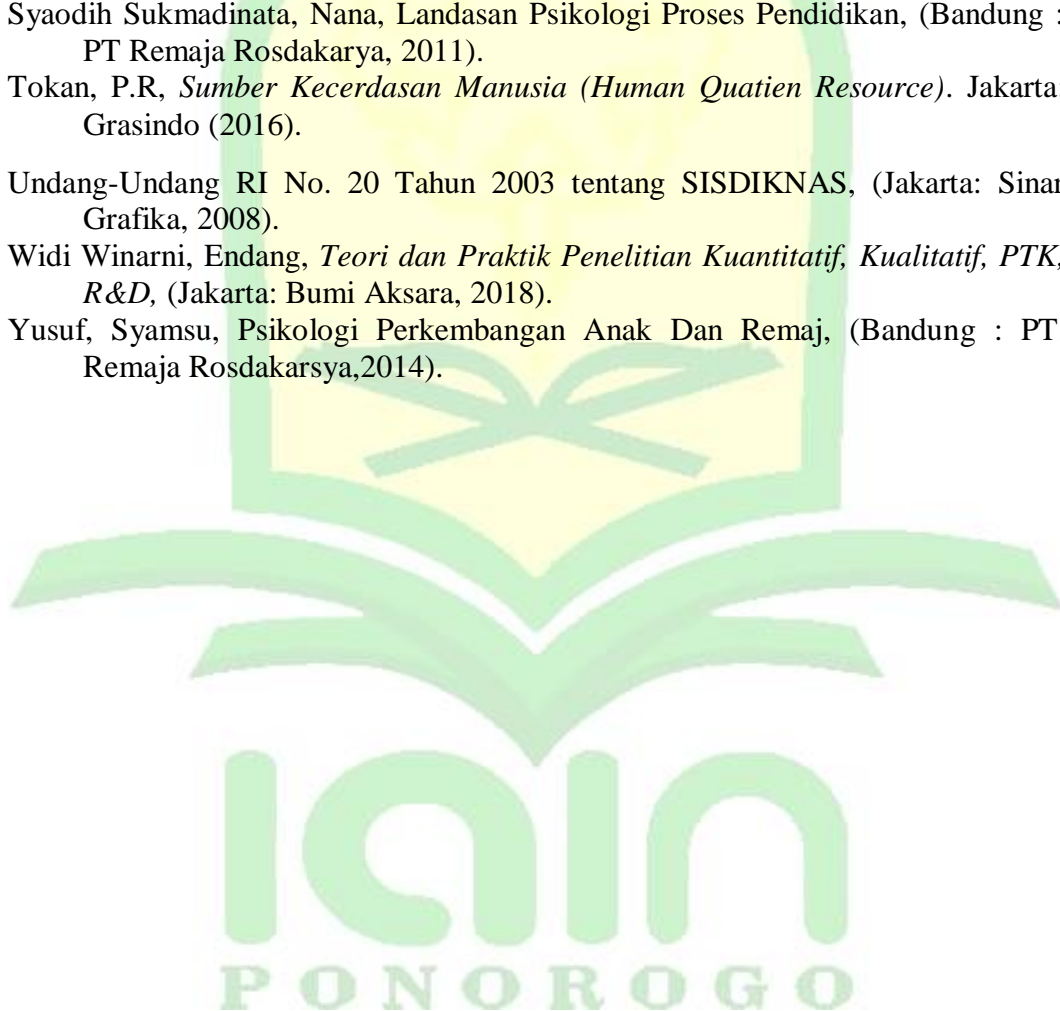 Syaodih Sukmadinata, Nana, Landasan Psikologi Proses Pendidikan, (Bandung :
PT Remaja Rosdakarya, 2011).
Tokan, P.R, Sumber Kecerdasan Manusia (Human Quatien Resource). Jakarta:
Grasindo (2016).
Undang-Undang RI No. 20 Tahun 2003 tentang SISDIKNAS, (Jakarta: Sinar
Grafika, 2008).
Widi Winarni, Endang, Teori dan Praktik Penelitian Kuantitatif, Kualitatif, PTK,
R&D, (Jakarta: Bumi Aksara, 2018).
Yusuf, Syamsu, Psikologi Perkembangan Anak Dan Remaj, (Bandung : PT
Remaja Rosdakarsya,2014).
iain
PONOROGO